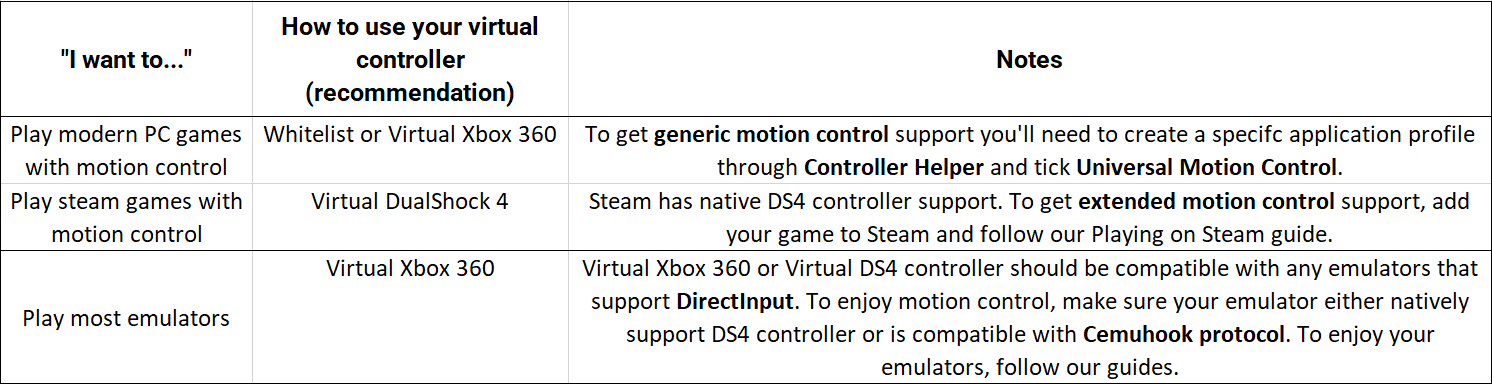 "I want to..."
How to use your virtual
controller
(recommendation)
Notes
Play modern PC games
with motion control
Whitelist or Virtual Xbox 360
To get generic motion control support you'll need to create a specifc application profile
through Controller Helper and tick Universal Motion Control.
Play steam games with
motion control
Virtual DualShock 4
Steam has native DS4 controller support. To get extended motion control support, add
your game to Steam and follow our Playing on Steam guide.
Play most emulators
Virtual Xbox 360
Virtual Xbox 360 or Virtual DS4 controller should be compatible with any emulators that
support DirectInput. To enjoy motion control, make sure your emulator either natively
support DS4 controller or is compatible with Cemuhook protocol. To enjoy your
emulators, follow our guides.